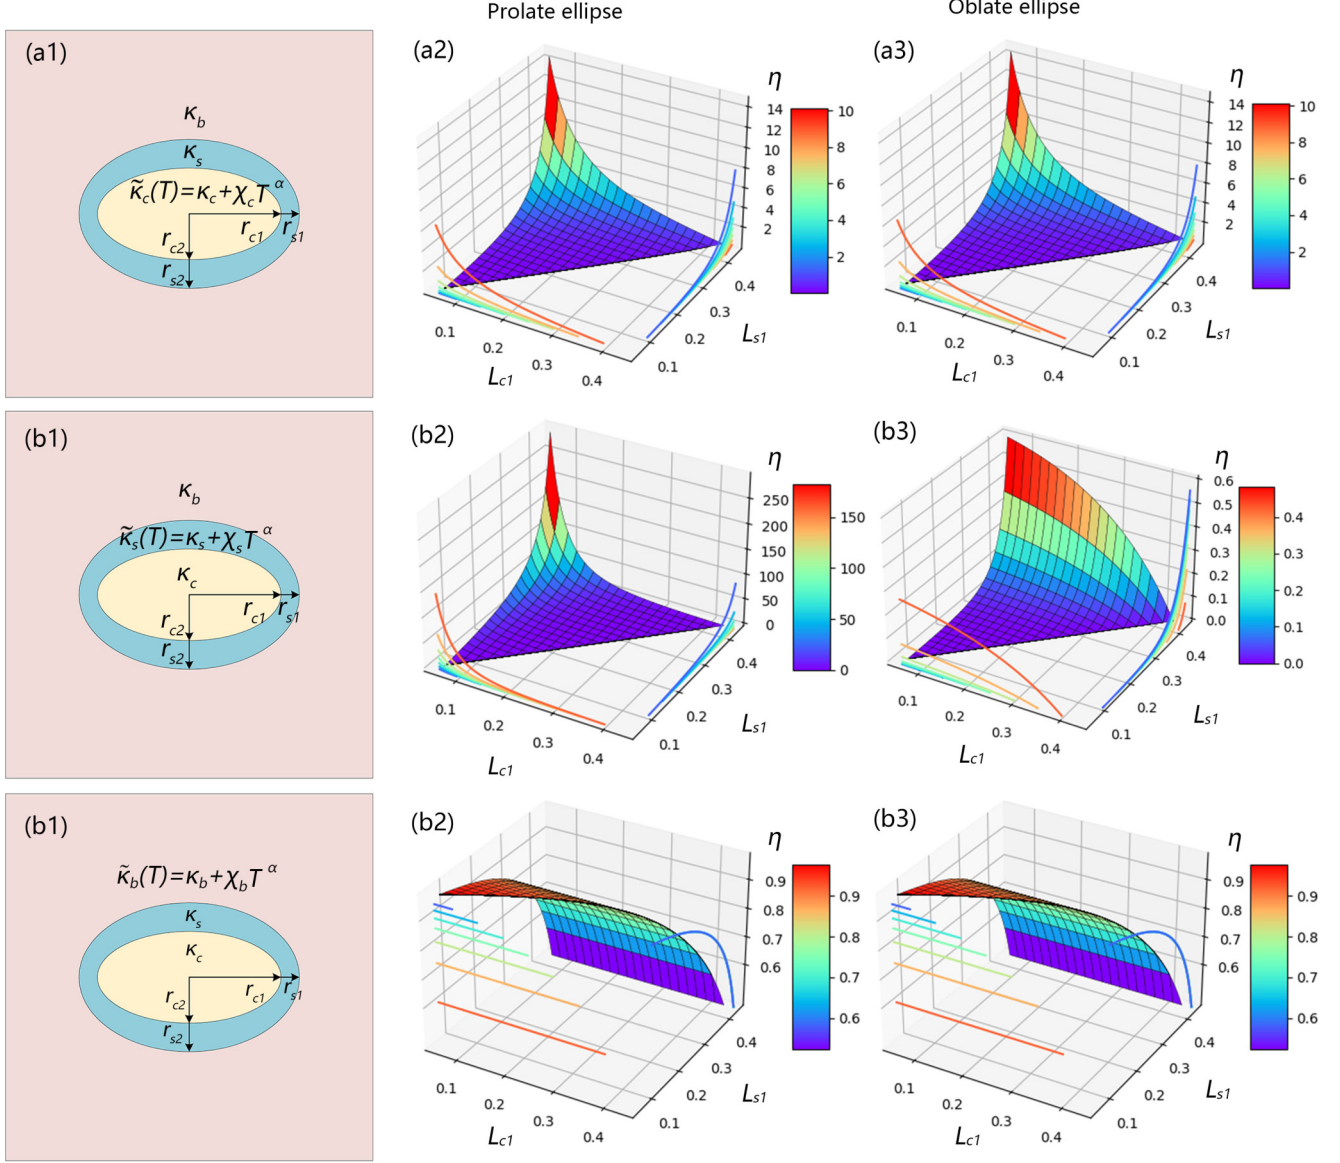 Prolate ellipse
Oblate ellipse
(a1)
κb
κs
κ̃c(T)=κc+χcT^α
rc1
rs1
rc2
rs2
(a2)
η
14
12
10
8
6
4
2
10
8
6
4
2
0.1
0.2
0.3
0.4
Lc1
0.1
0.2
0.3
0.4
Ls1
(a3)
η
14
12
10
8
6
4
2
10
8
6
4
2
0.1
0.2
0.3
0.4
Lc1
0.1
0.2
0.3
0.4
Ls1
(b1)
κb
κ̃s(T)=κs+χsT^α
κc
rc1
rs1
rc2
rs2
(b2)
η
250
200
150
100
50
0
150
100
50
0
0.1
0.2
0.3
0.4
Lc1
0.1
0.2
0.3
0.4
Ls1
(b3)
η
0.6
0.5
0.4
0.3
0.2
0.1
0.0
0.4
0.3
0.2
0.1
0.0
0.1
0.2
0.3
0.4
Lc1
0.1
0.2
0.3
0.4
Ls1
(b1)
κ̃b(T)=κb+χbT^α
κs
κc
rc1
rs1
rc2
rs2
(b2)
η
0.9
0.8
0.7
0.6
0.9
0.8
0.7
0.6
0.1
0.2
0.3
0.4
Lc1
0.1
0.2
0.3
0.4
Ls1
(b3)
η
0.9
0.8
0.7
0.6
0.9
0.8
0.7
0.6
0.1
0.2
0.3
0.4
Lc1
0.1
0.2
0.3
0.4
Ls1